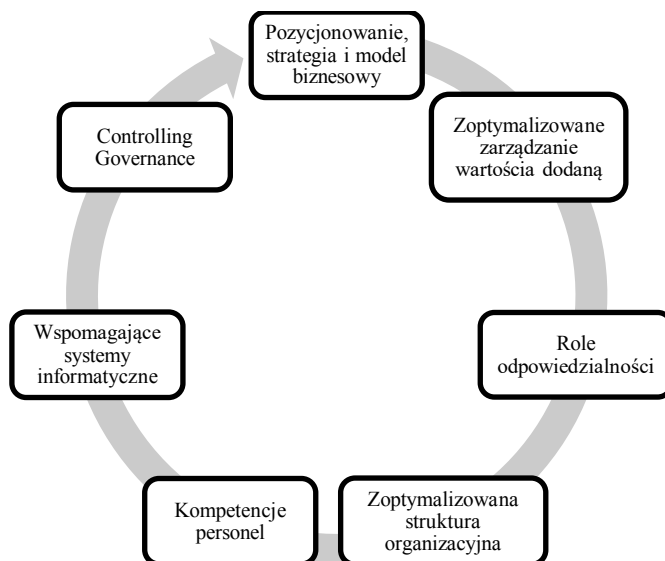 Pozycjonowanie,
strategia i model
biznesowy
Zoptymalizowane
zarządzanie
wartościa dodaną
Role
odpowiedzialności
Zoptymalizowana
struktura
organizacyjna
Kompetencje
personel
Wspomagające
systemy
informatyczne
Controlling
Governance